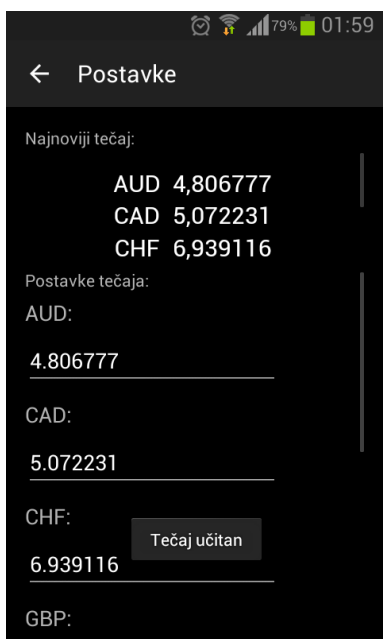 79% 01:59
Postavke
Najnoviji tečaj:
AUD 4,806777
CAD 5,072231
CHF 6,939116
Postavke tečaja:
AUD:
4.806777
CAD:
5.072231
CHF:
Tečaj učitan
6.939116
GBP: